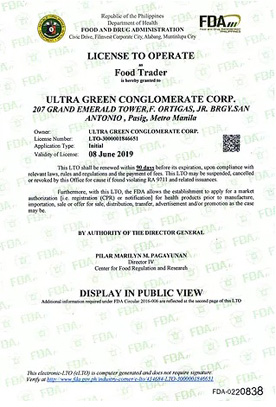 Republic of the Philippines
Department of Health
FOOD AND DRUG ADMINISTRATION
Civic Drive, Filinvest Corporate City, Alabang, Muntinlupa City
FDA
LICENSE TO OPERATE
as
Food Trader
is hereby granted to
ULTRA GREEN CONGLOMERATE CORP.
207 GRAND EMERALD TOWER,F. ORTIGAS, JR. BRGY.SAN
ANTONIO , Pasig, Metro Manila
Owner: ULTRA GREEN CONGLOMERATE CORP.
License Number: LTO-3000001846651
Application Type: Initial
Validity of License: 08 June 2019
This LTO shall be renewed within 90 days before its expiration, upon compliance with
relevant laws, rules and regulations and the payment of fees. This LTO may be suspended, cancelled
or revoked by this Office for cause if found violating RA 9711 and related issuances.
Furthermore, with this LTO, the FDA allows the establishment to apply for a market
authorization [i.e. registration (CPR) or notification] for health products prior to manufacture,
importation, sale or offer for sale, distribution, transfer, advertisement and/or promotion as the case
may be.
BY AUTHORITY OF THE DIRECTOR GENERAL
PILAR MARILYN M. PAGAYUNAN
Director IV
Center for Food Regulation and Research
DISPLAY IN PUBLIC VIEW
Additional information required under FDA Circular 2016-006 are reflected at the second page of this LTO
This electronic-LTO (eLTO) is computer generated and does not require signature
Verify at http://www.fda.gov.ph/industry-corner-e-lto/
FDA-0220838